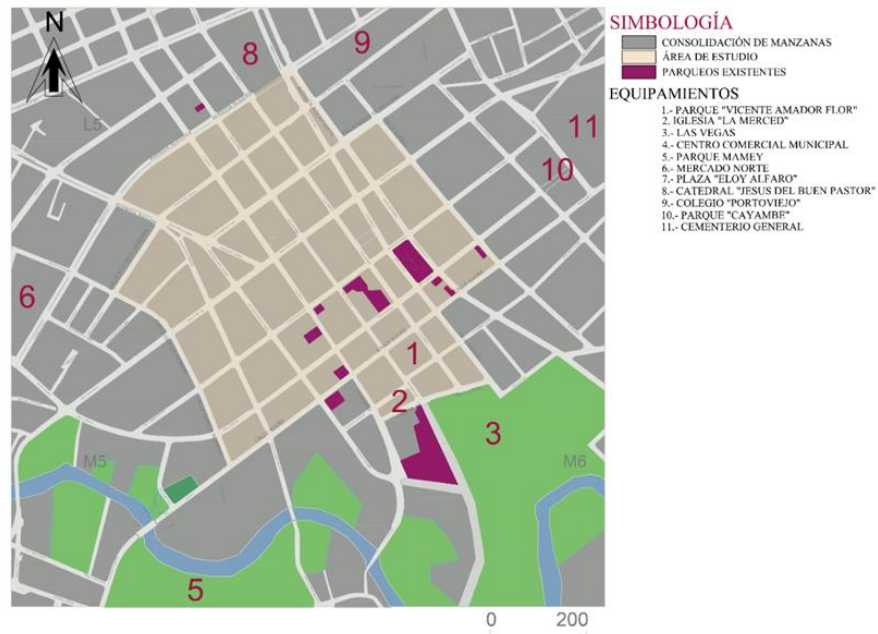 N
SIMBOLOGÍA
CONSOLIDACIÓN DE MANZANAS
ÁREA DE ESTUDIO
PARQUEOS EXISTENTES
EQUIPAMIENTOS
1.- PARQUE "VICENTE AMADOR FLOR"
2. IGLESIA "LA MERCED"
3.- LAS VEGAS
4.- CENTRO COMERCIAL MUNICIPAL
5.- PARQUE MAMEY
6.- MERCADO NORTE
7.- PLAZA "ELOY ALFARO"
8.- CATEDRAL "JESUS DEL BUEN PASTOR"
9.- COLEGIO "PORTOVIEJO"
10.- PARQUE "CAYAMBE"
11.- CEMENTERIO GENERAL
8
9
L5
11
10
6
1
2
3
M5
M6
5
0 200